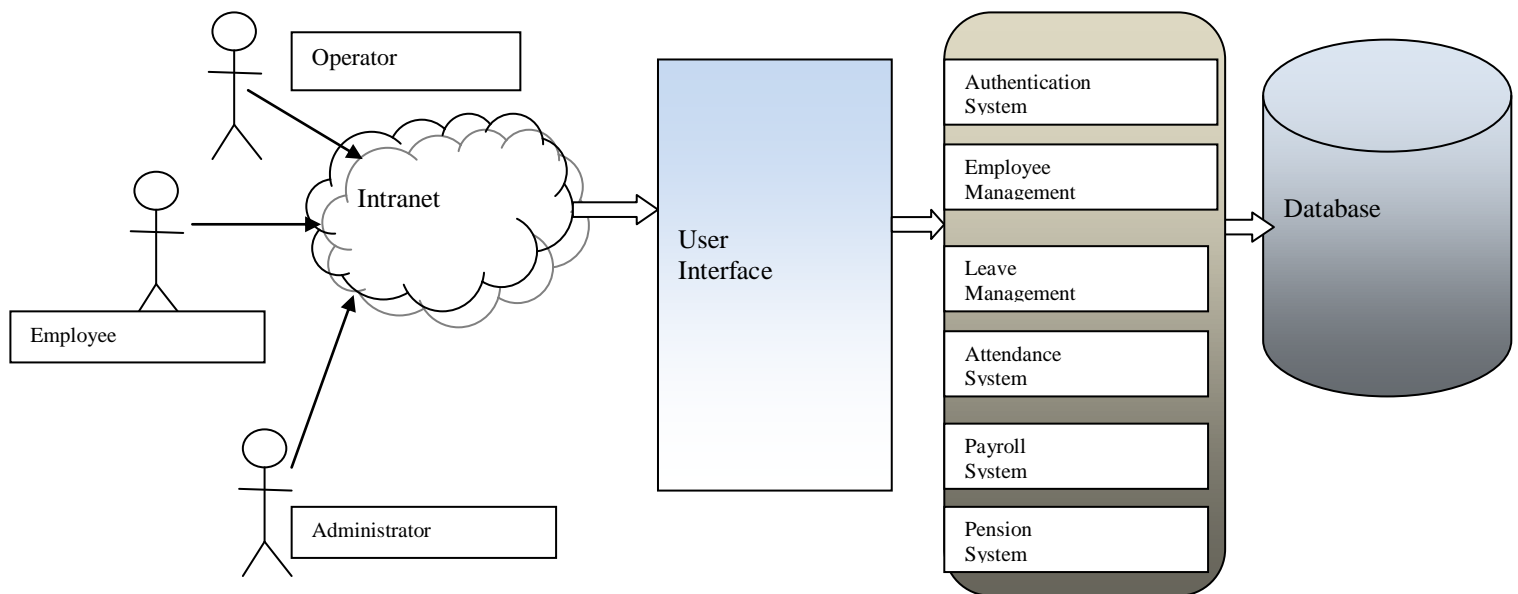 Operator
Intranet
Employee
Administrator
User
Interface
Authentication
System
Employee
Management
Leave
Management
Attendance
System
Payroll
System
Pension
System
Database